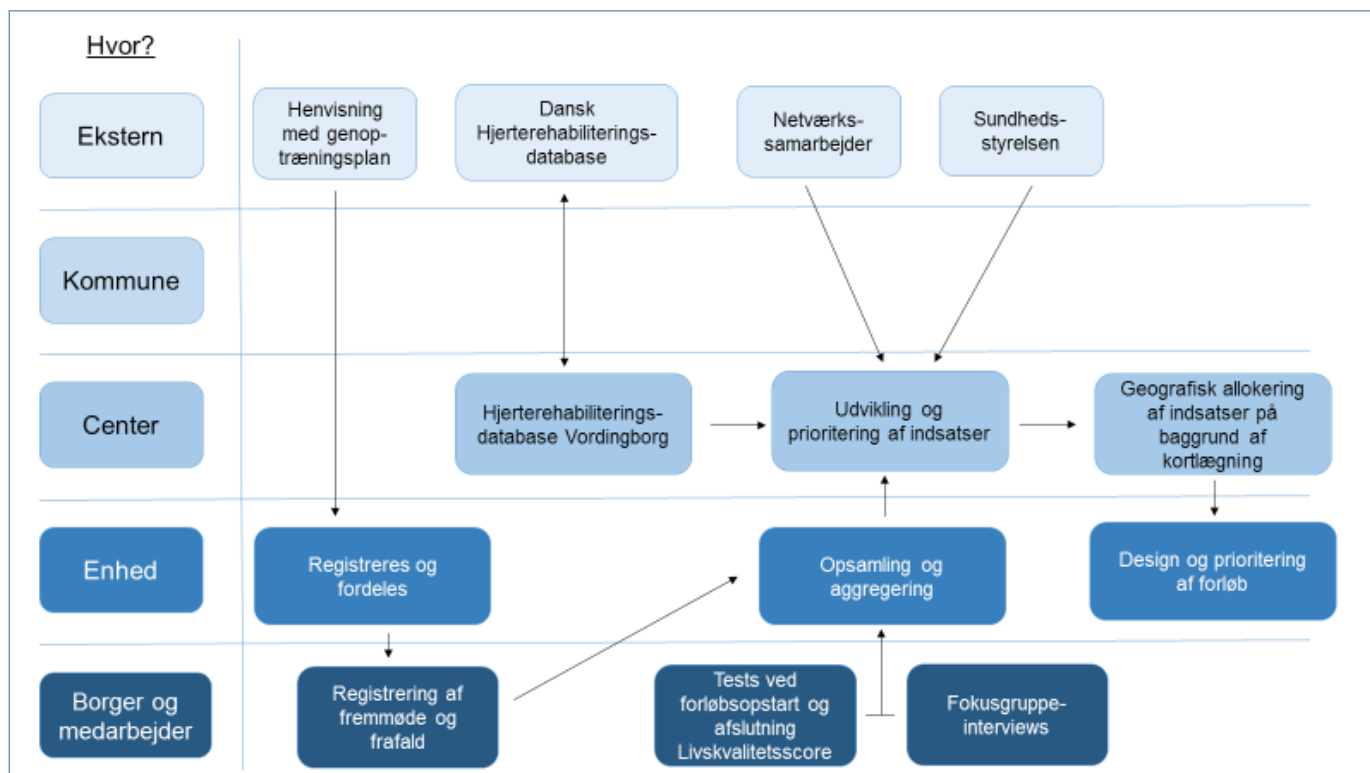 Hvor?
Ekstern
Henvisning
med genop-
træningsplan
Dansk
Hjerterehabiliterings-
database
Netværks-
samarbejder
Sundheds-
styrelsen
Kommune
Center
Hjerterehabiliterings-
database Vordingborg
Udvikling og
prioritering af indsatser
Geografisk allokering
af indsatser på
baggrund af
kortlægning
Enhed
Registreres og
fordeles
Opsamling og
aggregering
Design og prioritering
af forløb
Borger og
medarbejder
Registrering af
fremmøde og
frafald
Tests ved
forløbsopstart og
afslutning
Livskvalitetsscore
Fokusgruppe-
interviews